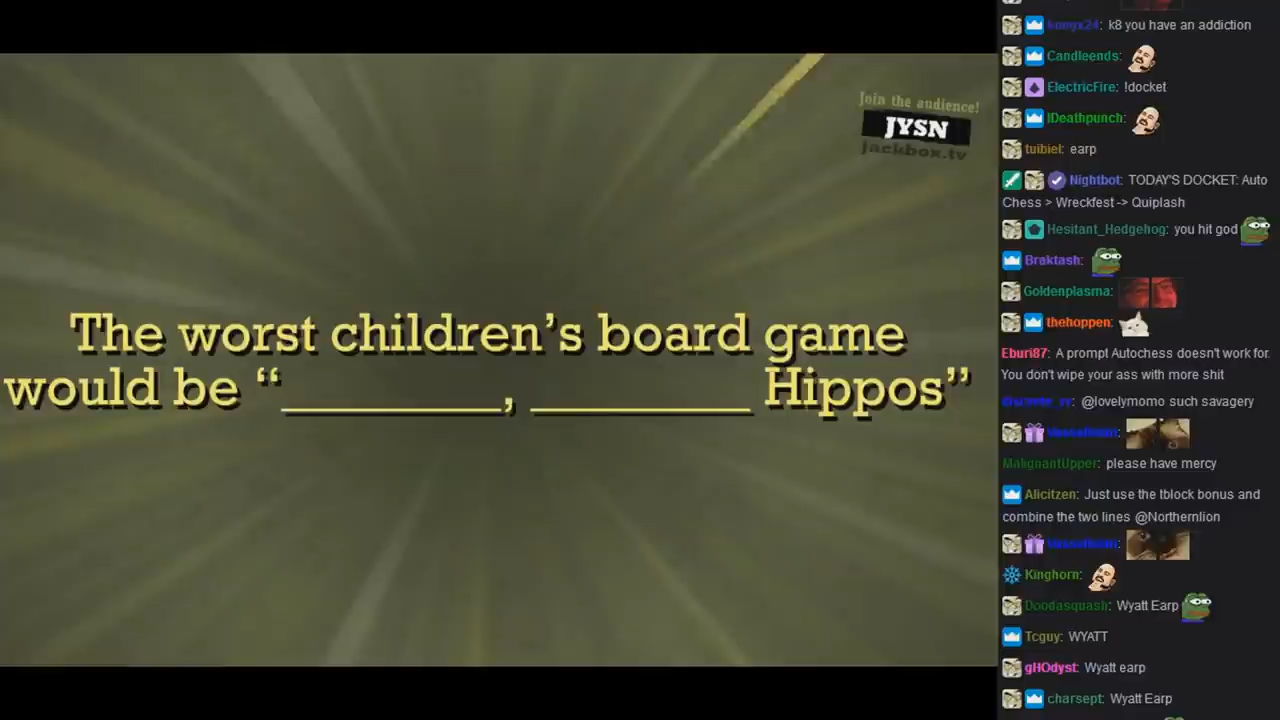 Join the audience!
JYSN
jackbox.tv
The worst children's board game
would be “________, ________ Hippos”
k8 you have an addiction
Candleends:
ElectricFire: !docket
IDeathpunch:
tuibiel: earp
Nightbot: TODAY'S DOCKET: Auto
Chess > Wreckfest -> Quiplash
Hesitant_Hedgehog: you hit god
Braktash:
Goldenplasma:
thehoppen:
Eburi87: A prompt Autochess doesn't work for.
You don't wipe your ass with more shit
@lovelymomo such savagery
MalignantUpper: please have mercy
Alicitzen: Just use the tblock bonus and
combine the two lines @Northernlion
Kinghorn:
Doodasquash: Wyatt Earp
Tcguy: WYATT
gHOdyst: Wyatt earp
charsept: Wyatt Earp